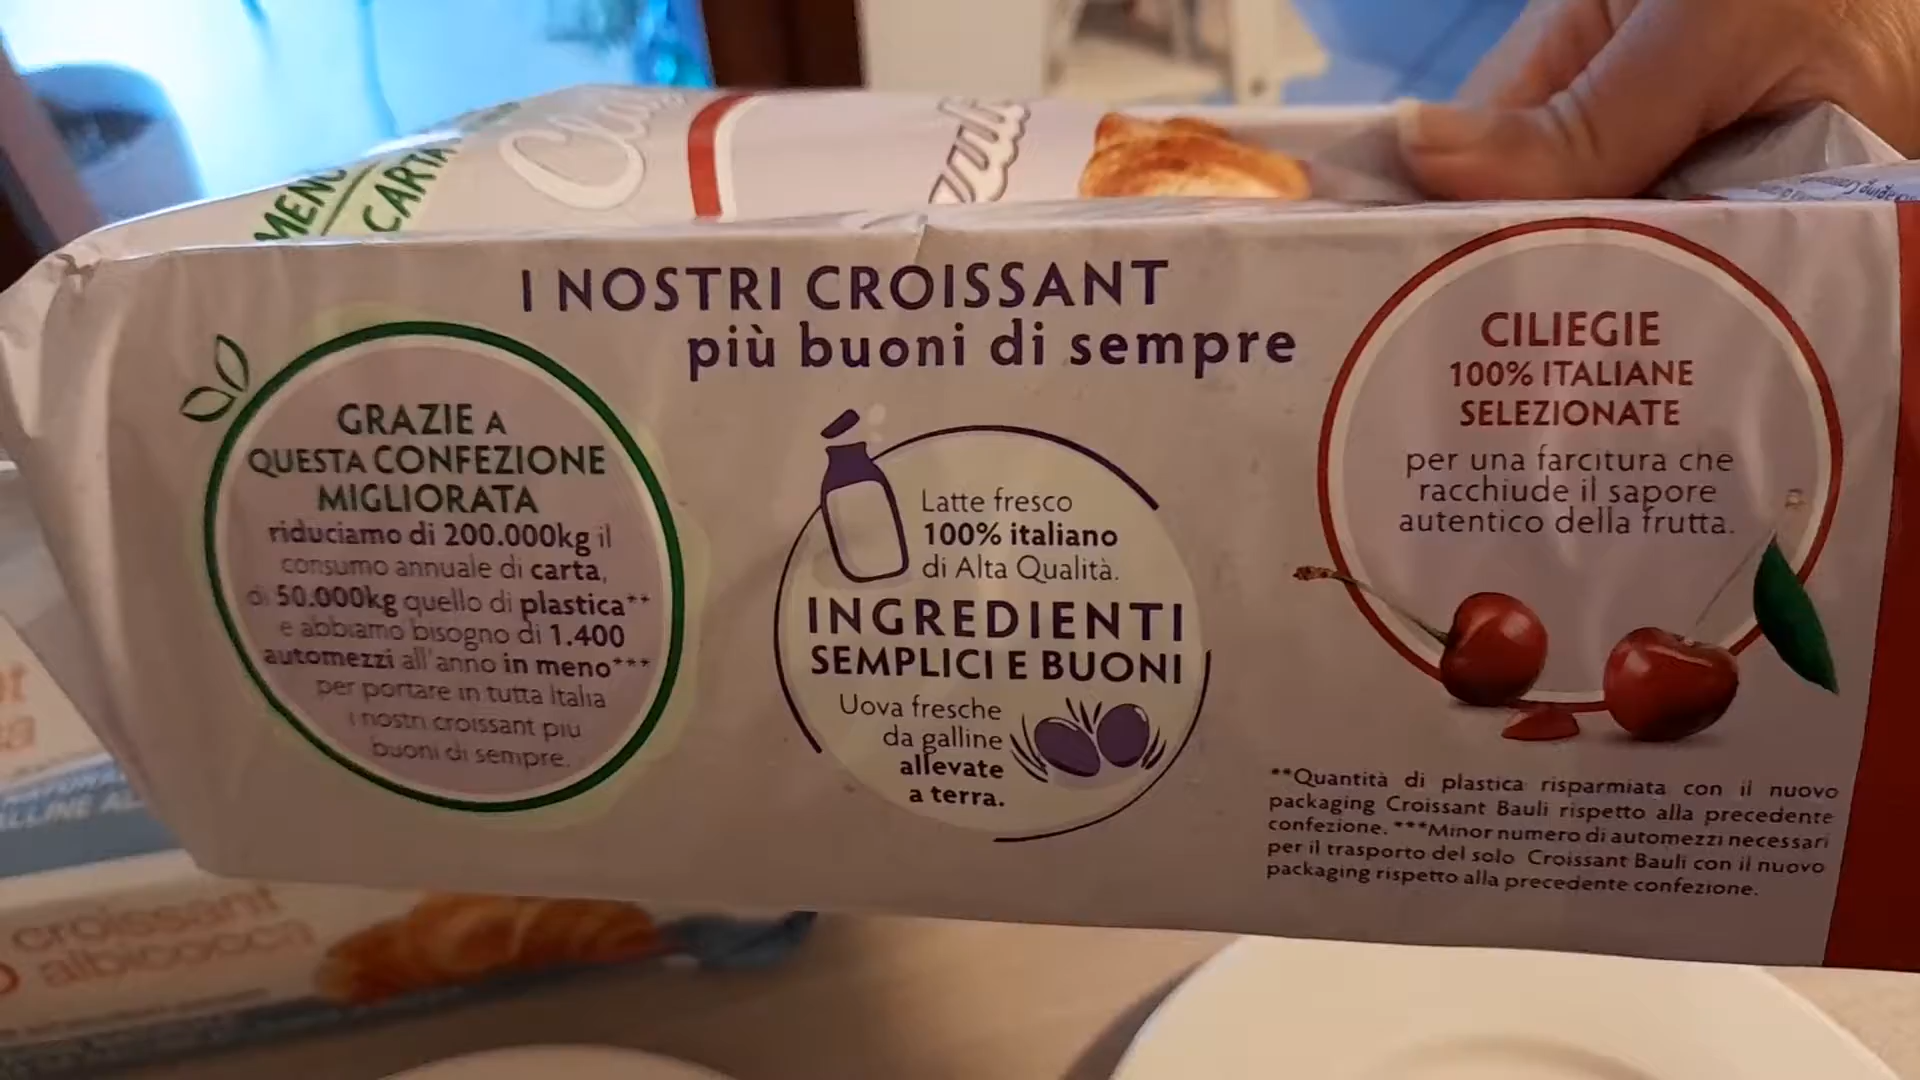 MENO
CARTA
I NOSTRI CROISSANT
più buoni di sempre
GRAZIE A
QUESTA CONFEZIONE
MIGLIORATA
riduciamo di 200.000kg il
consumo annuale di carta,
di 50.000kg quello di plastica**
e abbiamo bisogno di 1.400
automezzi all'anno in meno***
per portare in tutta Italia
i nostri croissant più
buoni di sempre.
Latte fresco
100% italiano
di Alta Qualità.
INGREDIENTI
SEMPLICI E BUONI
Uova fresche
da galline
allevate
a terra.
CILIEGIE
100% ITALIANE
SELEZIONATE
per una farcitura che
racchiude il sapore
autentico della frutta.
**Quantità di plastica risparmiata con il nuovo
packaging Croissant Bauli rispetto alla precedente
confezione. ***Minor numero di automezzi necessari
per il trasporto del solo Croissant Bauli con il nuovo
packaging rispetto alla precedente confezione.
croissant
albicocca